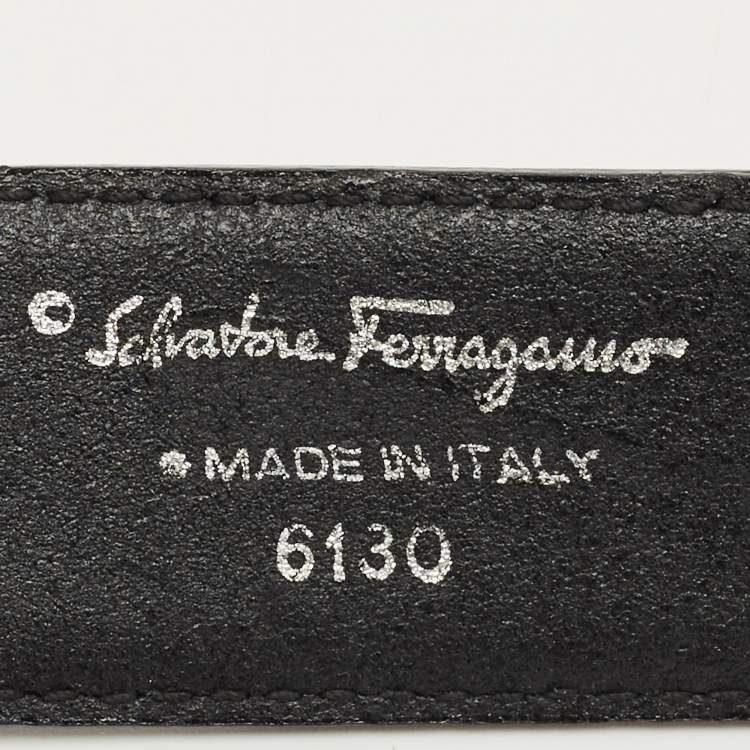 © Salvatore Ferragamo
* MADE IN ITALY
6130